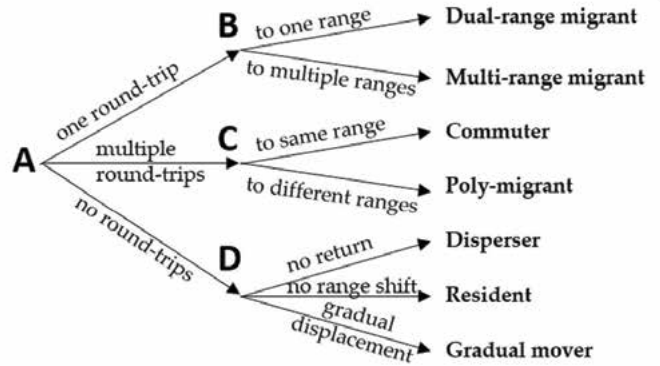 B
to one range
Dual-range migrant
to multiple ranges
Multi-range migrant
one round-trip
A
multiple
round-trips
C
to same range
Commuter
to different ranges
Poly-migrant
no round-trips
D
no return
Disperser
no range shift
Resident
gradual
displacement
Gradual mover